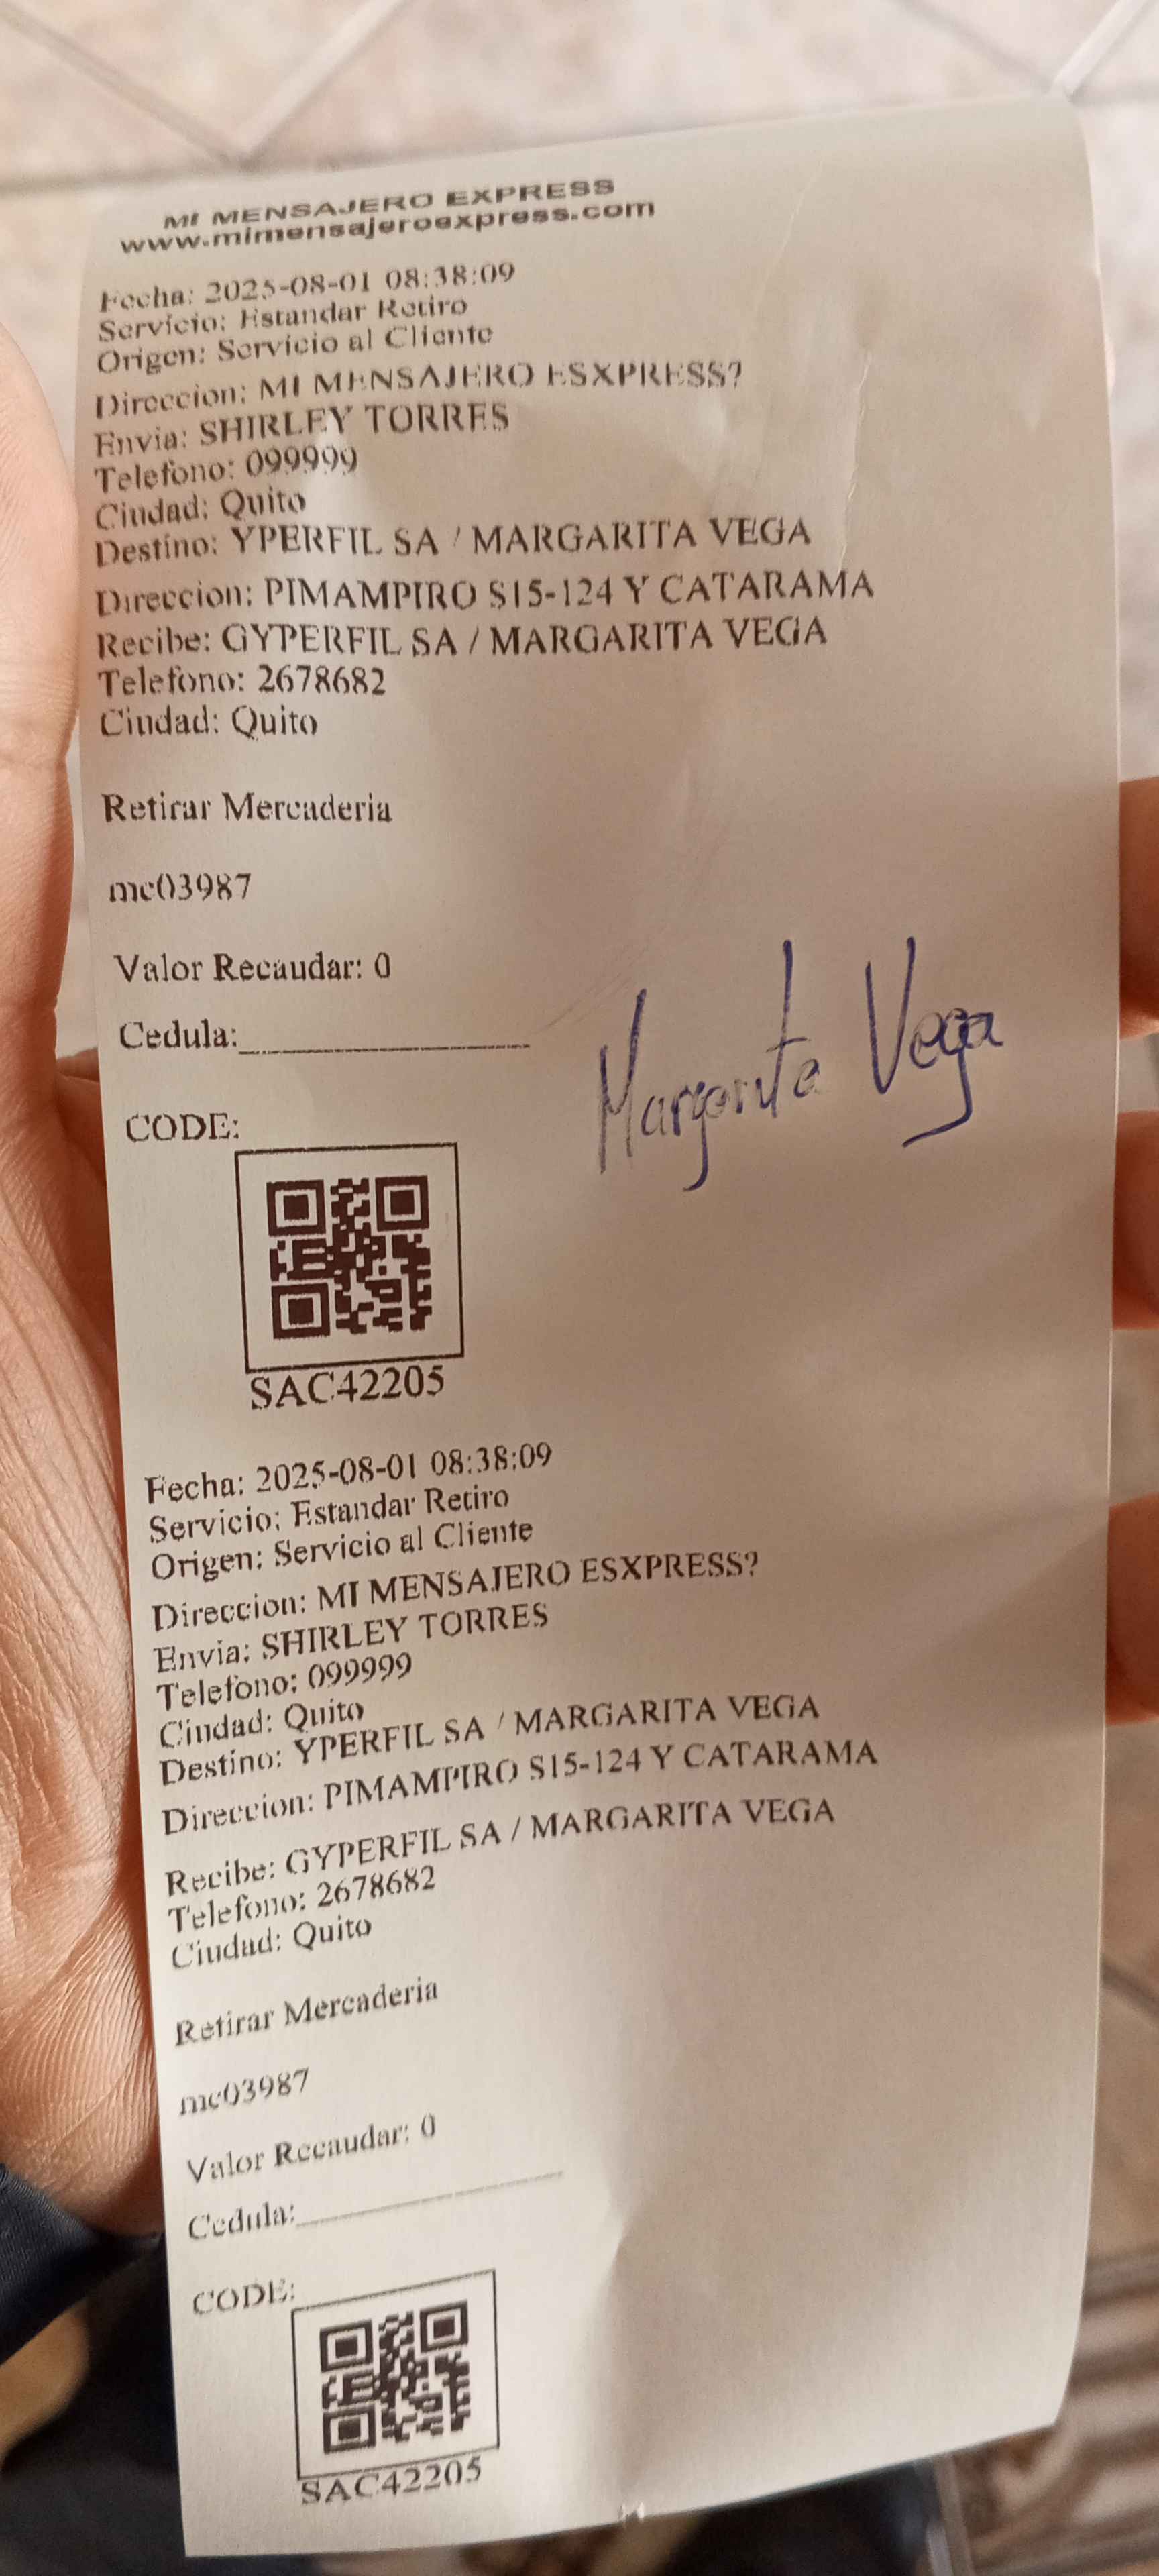 MI MENSAJERO EXPRESS
www.mimensajeroexpress.com
Fecha: 2025-08-01 08:38:09
Servicio: Estandar Retiro
Origen: Servicio al Cliente
Direccion: MI MENSAJERO ESXPRESS?
Envia: SHIRLEY TORRES
Telefono: 099999
Ciudad: Quito
Destino: YPERFIL SA / MARGARITA VEGA
Direccion: PIMAMPIRO S15-124 Y CATARAMA
Recibe: GYPERFIL SA / MARGARITA VEGA
Telefono: 2678682
Ciudad: Quito
Retirar Mercaderia
mc03987
Valor Recaudar: 0
Cedula:
Margarita Vega
CODE:
SAC42205
Fecha: 2025-08-01 08:38:09
Servicio: Estandar Retiro
Origen: Servicio al Cliente
Direccion: MI MENSAJERO ESXPRESS?
Envia: SHIRLEY TORRES
Telefono: 099999
Ciudad: Quito
Destino: YPERFIL SA / MARGARITA VEGA
Direccion: PIMAMPIRO S15-124 Y CATARAMA
Recibe: GYPERFIL SA / MARGARITA VEGA
Telefono: 2678682
Ciudad: Quito
Retirar Mercaderia
mc03987
Valor Recaudar: 0
Cedula:
CODE:
SAC42205